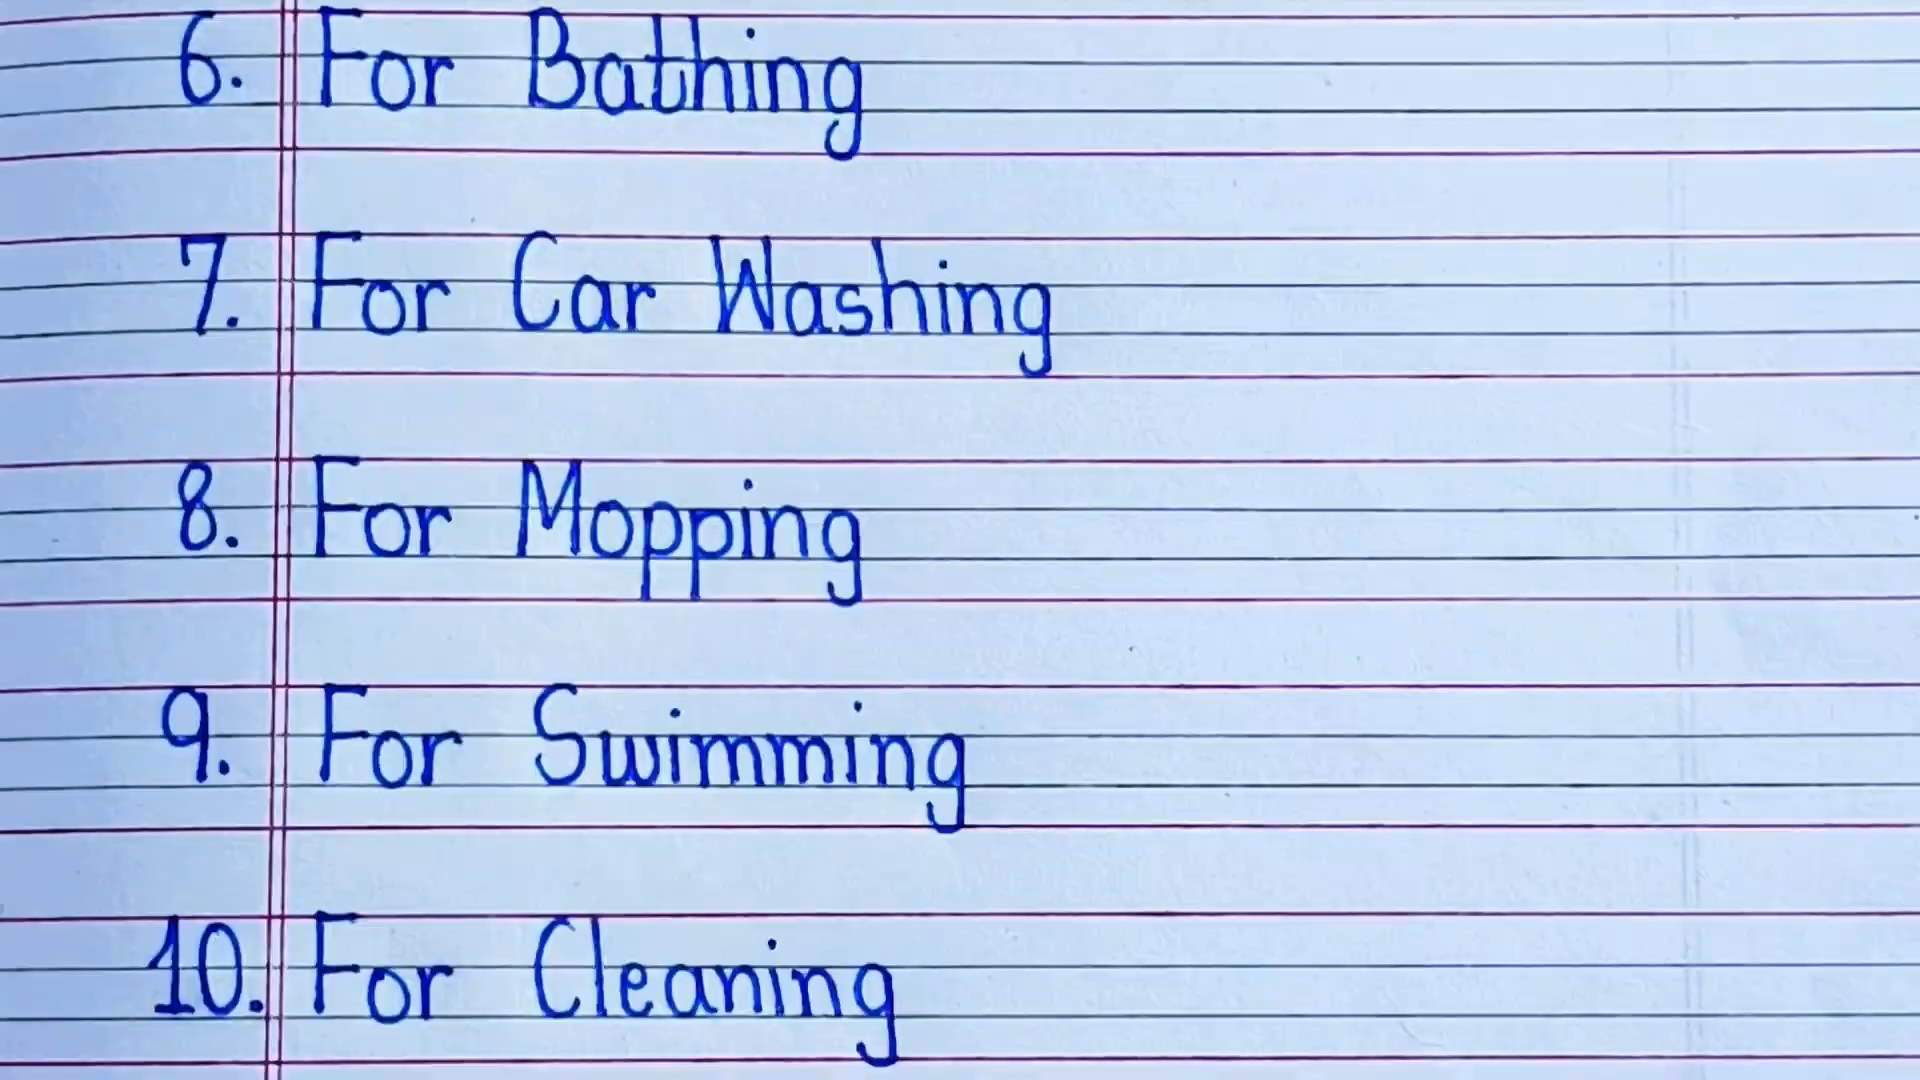 6. For Bathing
7. For Car Washing
8. For Mopping
9. For Swimming
10. For Cleaning